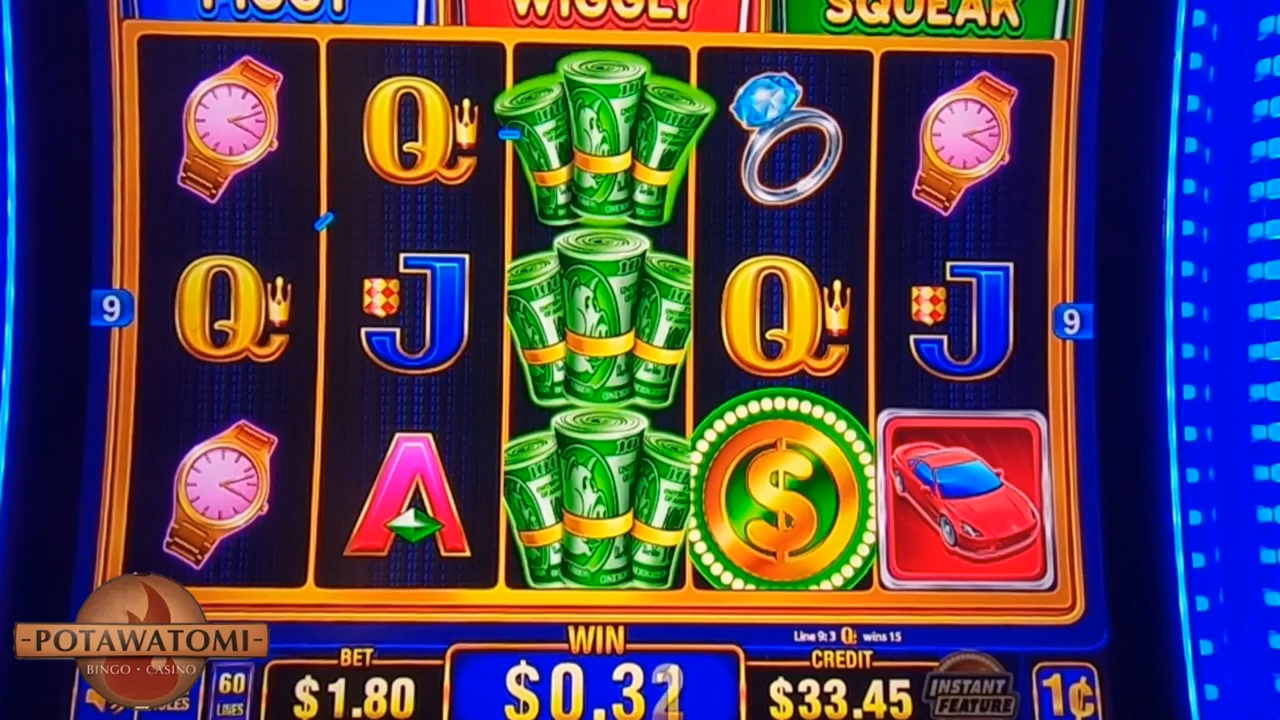 PIGGY WIGGLY SQUEAK
Q
9 Q J Q J 9
A
WIN Line 9: 3 Q wins 15
-POTAWATOMI-
BINGO • CASINO
60
LINES
BET
$1.80
$0.32
CREDIT
$33.45
INSTANT
FEATURE
1¢